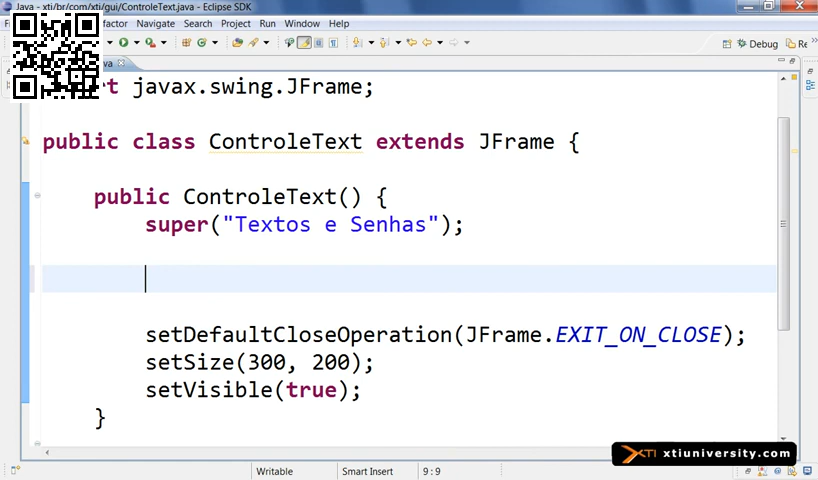 Java - xti/br/com/xti/gui/ControleText.java - Eclipse SDK
Navigate Search Project Run Window Help
Debug Re
import javax.swing.JFrame;
public class ControleText extends JFrame {
public ControleText() {
super("Textos e Senhas");
setDefaultCloseOperation(JFrame.EXIT_ON_CLOSE);
setSize(300, 200);
setVisible(true);
}
XTI xtiuniversity.com
Writable Smart Insert 9 : 9